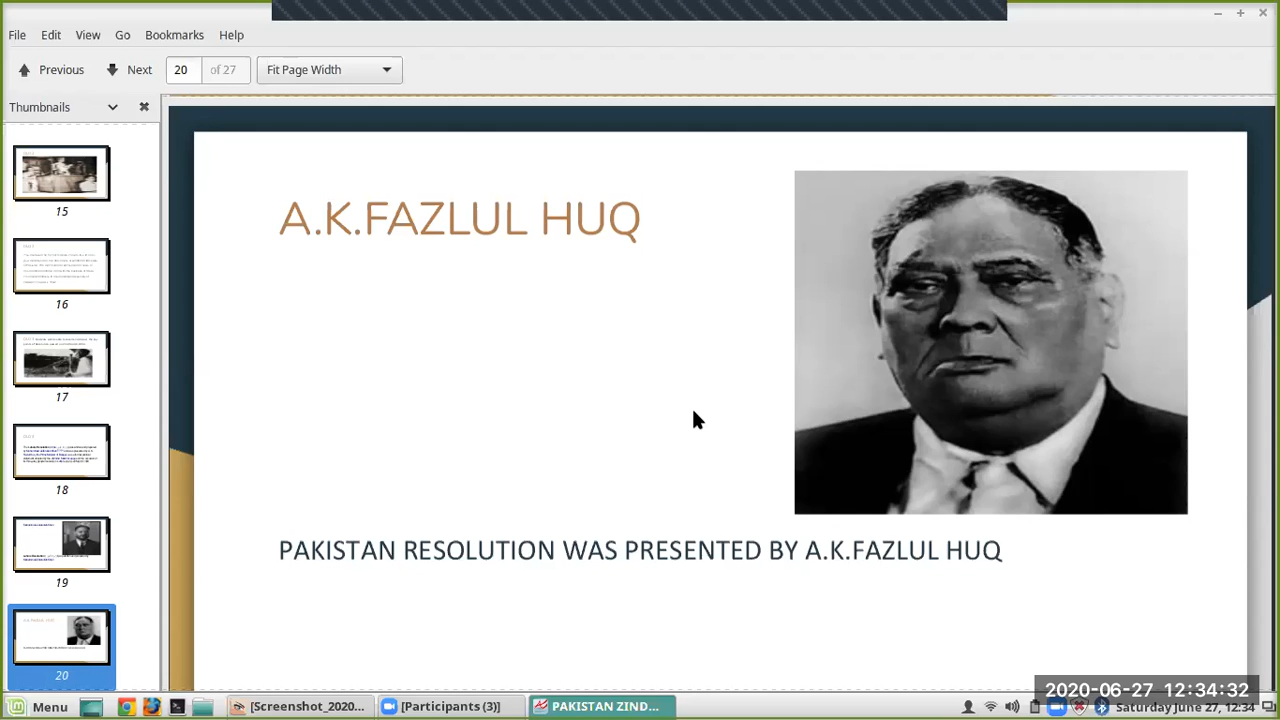 File Edit View Go Bookmarks Help
Previous Next 20 of 27 Fit Page Width
Thumbnails
15
16
17
18
19
20
A.K.FAZLUL HUQ
PAKISTAN RESOLUTION WAS PRESENTED BY A.K.FAZLUL HUQ
2020-06-27 12:34:32
Menu [Screenshot_2020... [Participants (3)] PAKISTAN ZIND... Saturday June 27, 12:34